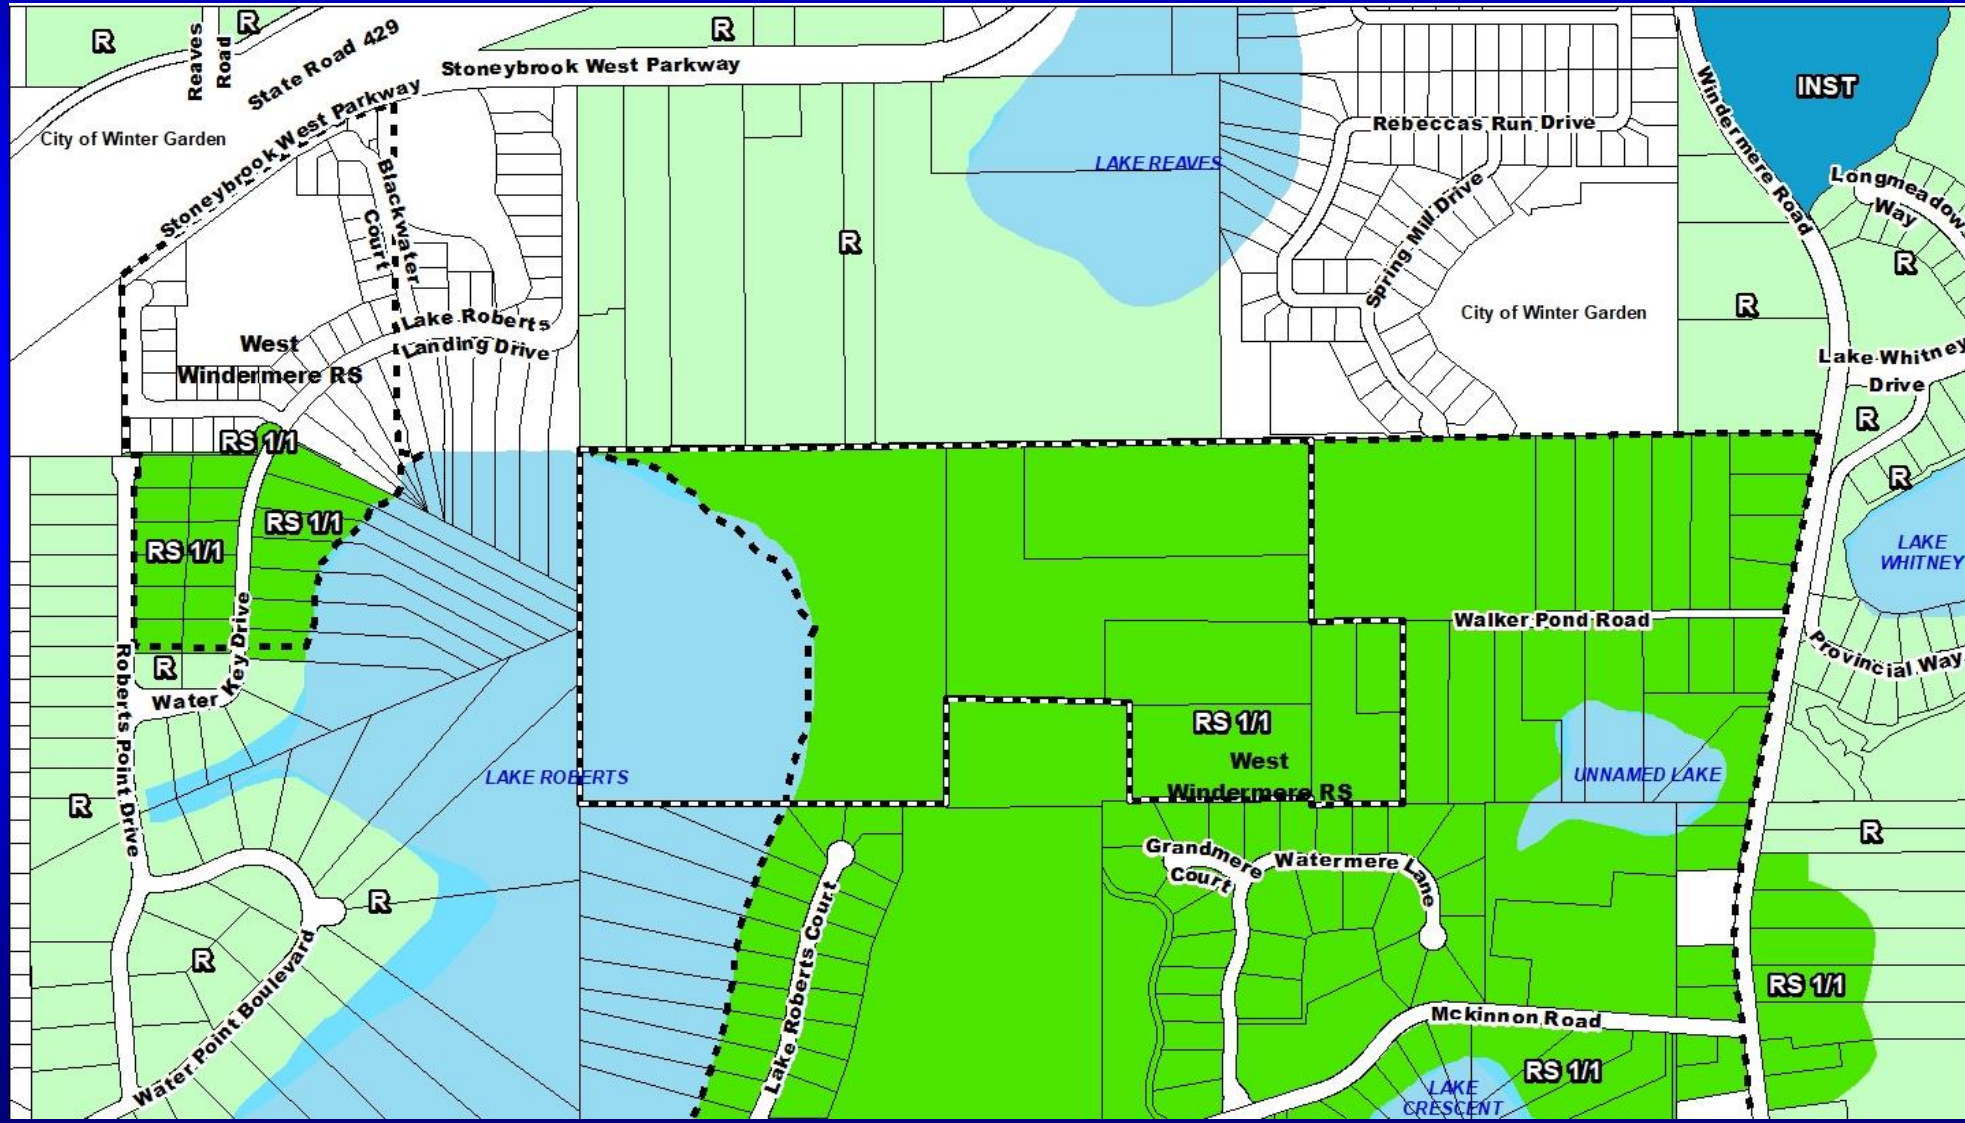 R
R
R
Reaves
Road
State Road 429
Stoneybrook West Parkway
Stoneybrook West Parkway
City of Winter Garden
INST
Windermere Road
Rebeccas Run Drive
LAKE REAVES
Longmeadow
Way
Blackwater
Court
Spring Mill Drive
R
R
R
City of Winter Garden
Lake Roberts
Landing Drive
West
Windermere RS
Lake Whitney
Drive
R
RS 1/1
R
RS 1/1
RS 1/1
LAKE
WHITNEY
Walker Pond Road
Provincial Way
Roberts Point Drive
R
Water Key Drive
RS 1/1
West
Windermere RS
LAKE ROBERTS
UNNAMED LAKE
R
R
Grandmere
Court
Watermere Lane
R
R
Lake Roberts Court
Water Point Boulevard
RS 1/1
Mckinnon Road
RS 1/1
LAKE
CRESCENT